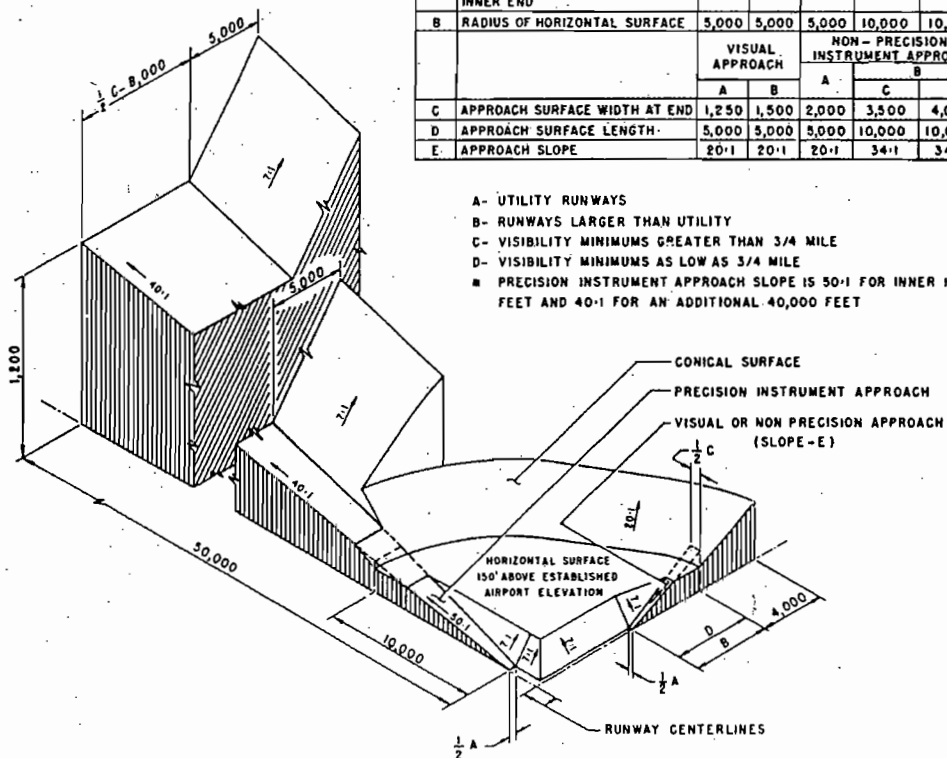 INNER END
B RADIUS OF HORIZONTAL SURFACE 5,000 5,000 5,000 10,000
VISUAL APPROACH NON-PRECISION
A B A B
C
C APPROACH SURFACE WIDTH AT END 1,250 1,500 2,000 3,500
D APPROACH SURFACE LENGTH 5,000 5,000 5,000 10,000
E APPROACH SLOPE 20:1 20:1 20:1 34:1
A- UTILITY RUNWAYS
B- RUNWAYS LARGER THAN UTILITY
C- VISIBILITY MINIMUMS GREATER THAN 3/4 MILE
D- VISIBILITY MINIMUMS AS LOW AS 3/4 MILE
PRECISION INSTRUMENT APPROACH SLOPE IS 50:1 FOR INNER
FEET AND 40:1 FOR AN ADDITIONAL 40,000 FEET
5,000
1/2 C-8,000
7:1
40:1
5,000
1,200
7:1
40:1
CONICAL SURFACE
PRECISION INSTRUMENT APPROACH
VISUAL OR NON PRECISION APPROACH
(SLOPE-E)
1/2 C
20:1
HORIZONTAL SURFACE
150' ABOVE ESTABLISHED
AIRPORT ELEVATION
50,000
50:1
7:1
7:1
7:1
7:1
10,000
4,000
D
B
1/2 A
RUNWAY CENTERLINES
1/2 A